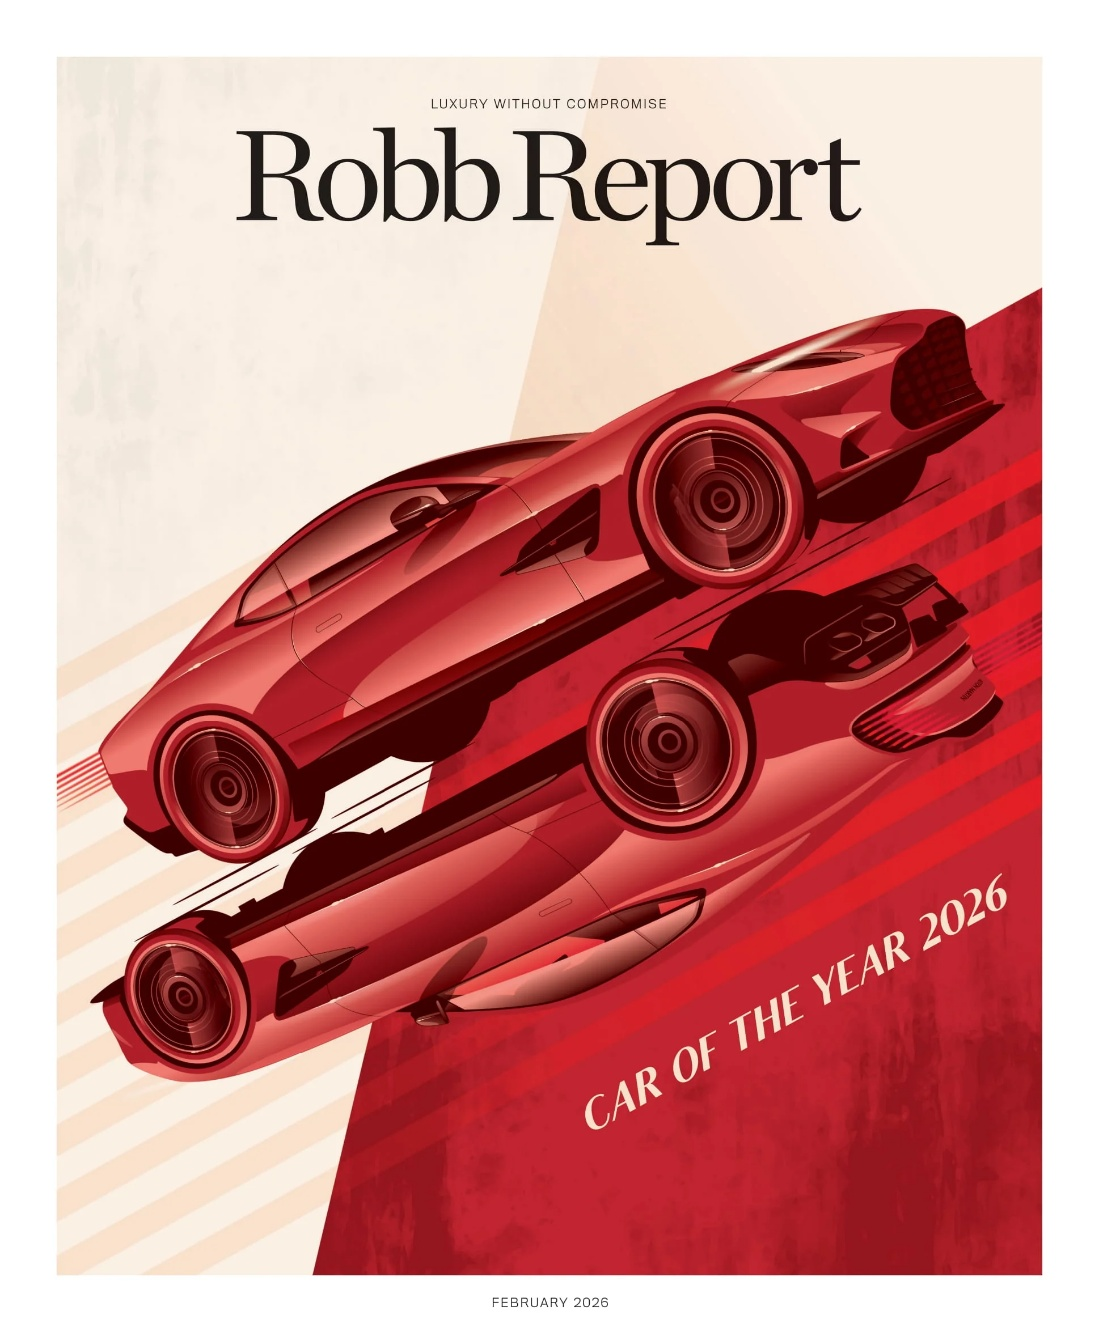 LUXURY WITHOUT COMPROMISE
Robb Report
CAR OF THE YEAR 2026
FEBRUARY 2026